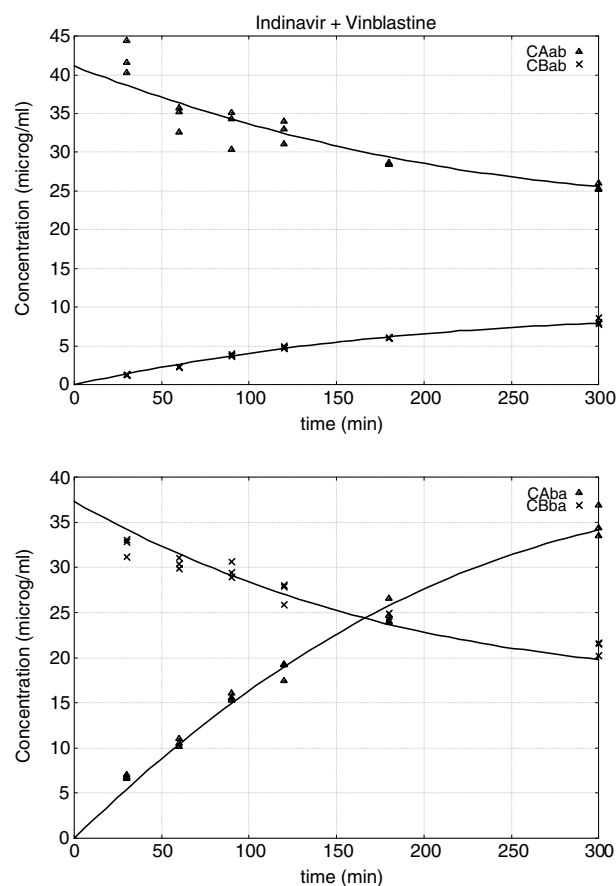 Indinavir + Vinblastine
45
40
35
30
25
20
15
10
5
0
Concentration (microg/ml)
CAab
CBab
0 50 100 150 200 250 300
time (min)
40
35
30
25
20
15
10
5
0
Concentration (microg/ml)
CAba
CBba
0 50 100 150 200 250 300
time (min)